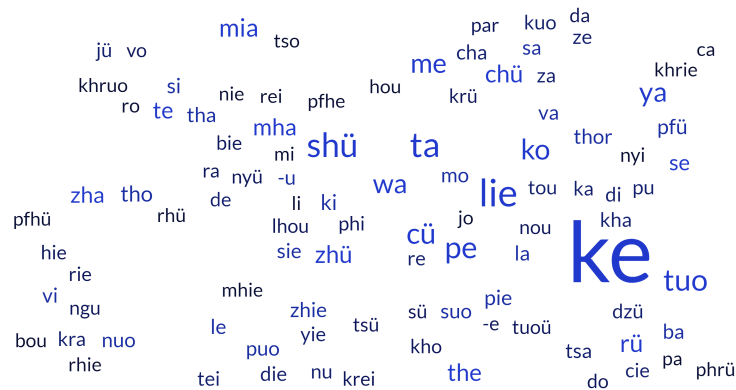 da
par kuo
mia ze
tso
jü vo cha sa ca
me
khrie
chü za
khruo si hou
nie rei ya
krü
pfhe
ro te tha va
mha pfü
thor
bie shü ta ko
mi nyi
se
ra nyü -u mo
wa
zha tho lie tou ka di pu
de li ki
rhü jo
pfhü lhou phi nou kha
cü
hie sie zhü pe la ke
re
rie tuo
vi mhie
ngu zhie pie
sü suo dzü
le tsü -e tuoü
yie ba
bou kra nuo rü
puo kho tsa
rhie pa
cie phrü
tei die nu krei the do